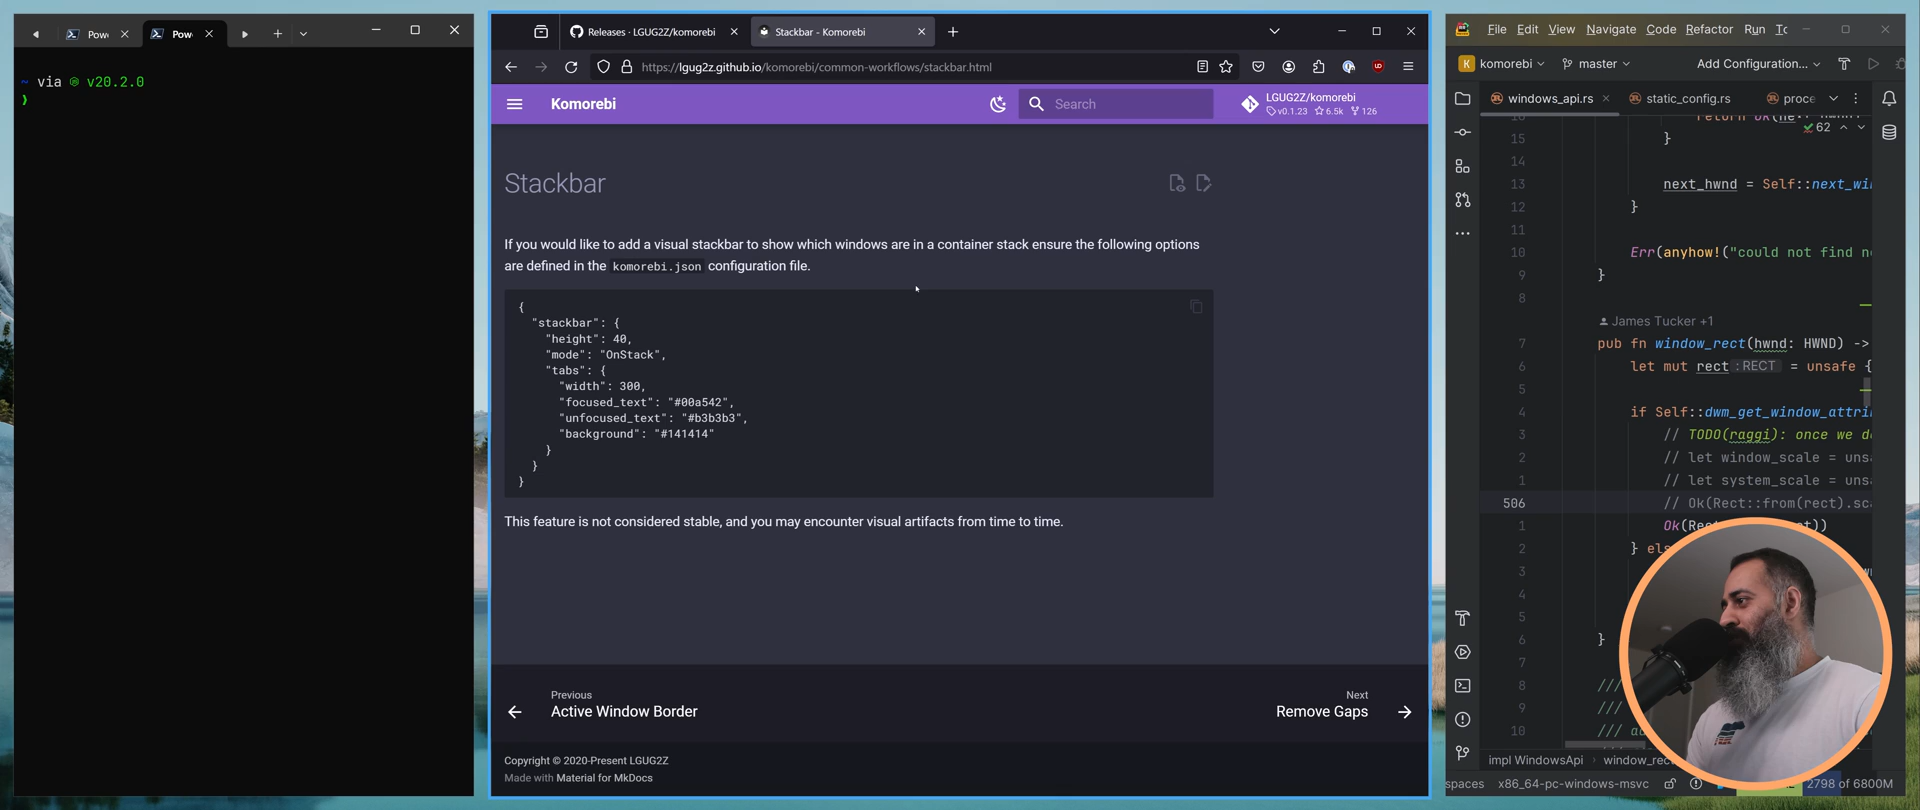 Pow
Pow
~ via v20.2.0
❯
Releases · LGUG2Z/komorebi
Stackbar - Komorebi
https://lgug2z.github.io/komorebi/common-workflows/stackbar.html
Komorebi
Search
LGUG2Z/komorebi
v0.1.23 6.5k 126
Stackbar
If you would like to add a visual stackbar to show which windows are in a container stack ensure the following options
are defined in the komorebi.json configuration file.
{
"stackbar": {
"height": 40,
"mode": "OnStack",
"tabs": {
"width": 300,
"focused_text": "#00a542",
"unfocused_text": "#b3b3b3",
"background": "#141414"
}
}
}
This feature is not considered stable, and you may encounter visual artifacts from time to time.
Previous
Active Window Border
Next
Remove Gaps
Copyright © 2020-Present LGUG2Z
Made with Material for MkDocs
File Edit View Navigate Code Refactor Run
K komorebi master Add Configuration...
windows_api.rs static_config.rs proce
62
15 }
14
13 next_hwnd = Self::next_wi
12 }
11
10 Err(anyhow!("could not find n
9 }
8
James Tucker +1
7 pub fn window_rect(hwnd: HWND) ->
6 let mut rect : RECT = unsafe {
5
4 if Self::dwm_get_window_attri
3 // TODO(raggi): once we d
2 // let window_scale = uns
1 // let system_scale = uns
506 // Ok(Rect::from(rect).sca
1 Ok(Rec t))
2 } els
3
4
5
6 }
7
8 ///
9 ///
10 ///
impl WindowsApi › window_rec
spaces x86_64-pc-windows-msvc 2798 of 6800M